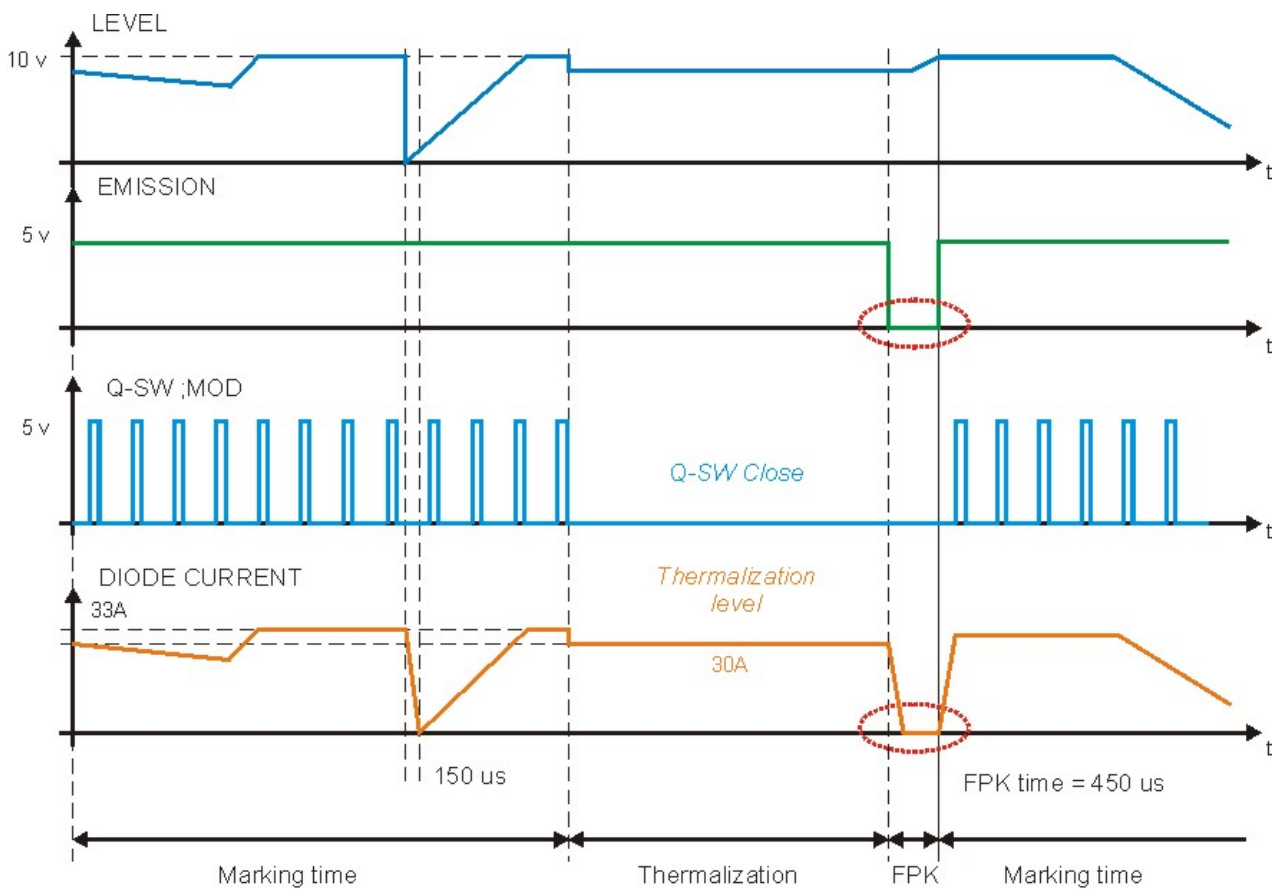 LEVEL
10 v
t
EMISSION
5 v
t
Q-SW ;MOD
5 v
Q-SW Close
t
DIODE CURRENT
33A
Thermalization
level
30A
t
150 us
FPK time = 450 us
Marking time
Thermalization
FPK
Marking time